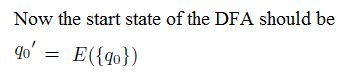 Now the start state of the DFA should be
q₀′ = E({q₀})